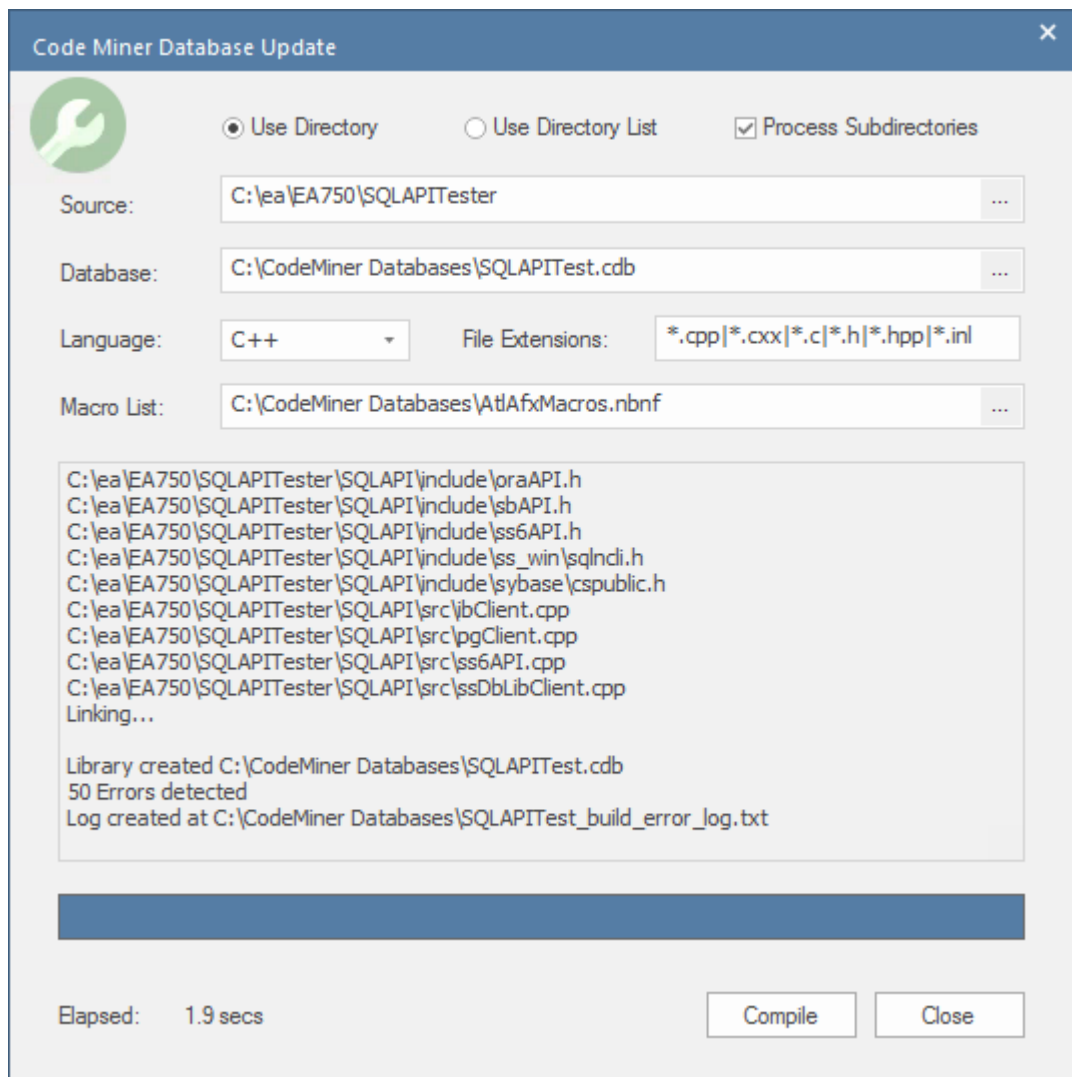 Code Miner Database Update
Use Directory Use Directory List Process Subdirectories
Source: C:\ea\EA750\SQLAPITester ...
Database: C:\CodeMiner Databases\SQLAPITest.cdb ...
Language: C++ File Extensions: *.cpp|*.cxx|*.c|*.h|*.hpp|*.inl
Macro List: C:\CodeMiner Databases\AtlAfxMacros.nbnf ...
C:\ea\EA750\SQLAPITester\SQLAPI\include\oraAPI.h
C:\ea\EA750\SQLAPITester\SQLAPI\include\sbAPI.h
C:\ea\EA750\SQLAPITester\SQLAPI\include\ss6API.h
C:\ea\EA750\SQLAPITester\SQLAPI\include\ss_win\sqlncli.h
C:\ea\EA750\SQLAPITester\SQLAPI\include\sybase\cspublic.h
C:\ea\EA750\SQLAPITester\SQLAPI\src\ibClient.cpp
C:\ea\EA750\SQLAPITester\SQLAPI\src\pgClient.cpp
C:\ea\EA750\SQLAPITester\SQLAPI\src\ss6API.cpp
C:\ea\EA750\SQLAPITester\SQLAPI\src\ssDbLibClient.cpp
Linking...
Library created C:\CodeMiner Databases\SQLAPITest.cdb
50 Errors detected
Log created at C:\CodeMiner Databases\SQLAPITest_build_error_log.txt
Elapsed: 1.9 secs Compile Close